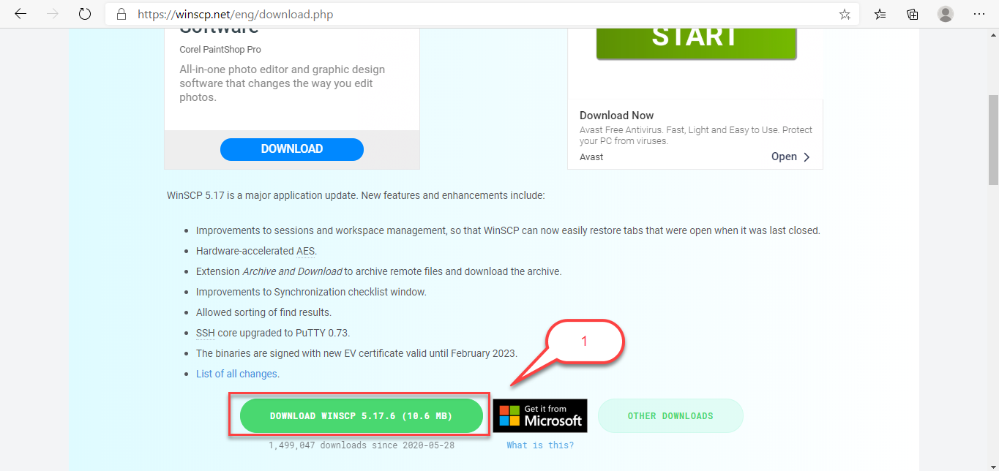 https://winscp.net/eng/download.php
Software
Corel PaintShop Pro
All-in-one photo editor and graphic design
software that changes the way you edit
photos.
DOWNLOAD
START
Download Now
Avast Free Antivirus. Fast, Light and Easy to Use. Protect
your PC from viruses.
Avast
Open
WinSCP 5.17 is a major application update. New features and enhancements include:
Improvements to sessions and workspace management, so that WinSCP can now easily restore tabs that were open when it was last closed.
Hardware-accelerated AES.
Extension Archive and Download to archive remote files and download the archive.
Improvements to Synchronization checklist window.
Allowed sorting of find results.
SSH core upgraded to PuTTY 0.73.
The binaries are signed with new EV certificate valid until February 2023.
List of all changes.
1
DOWNLOAD WINSCP 5.17.6 (10.6 MB)
Get it from
Microsoft
OTHER DOWNLOADS
1,499,047 downloads since 2020-05-28
What is this?